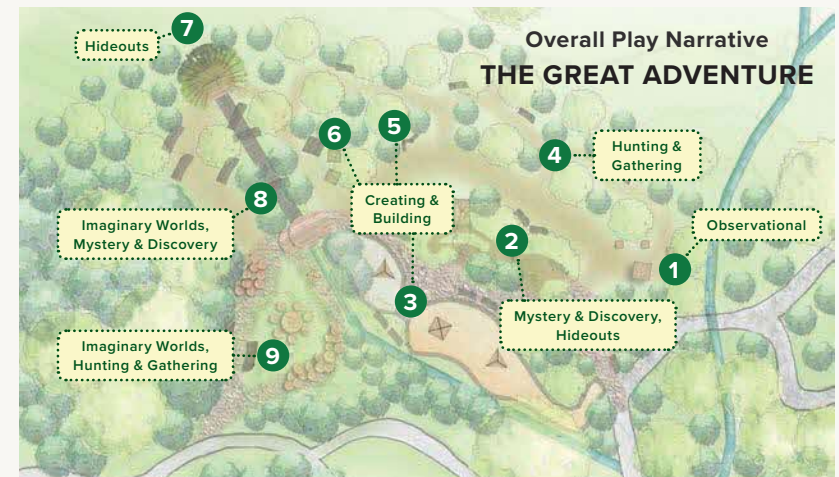 Overall Play Narrative
THE GREAT ADVENTURE
7
Hideouts
6
5
4
Hunting &
Gathering
8
Creating &
Building
Imaginary Worlds,
Mystery & Discovery
2
Observational
1
3
Mystery & Discovery,
Hideouts
Imaginary Worlds,
Hunting & Gathering
9